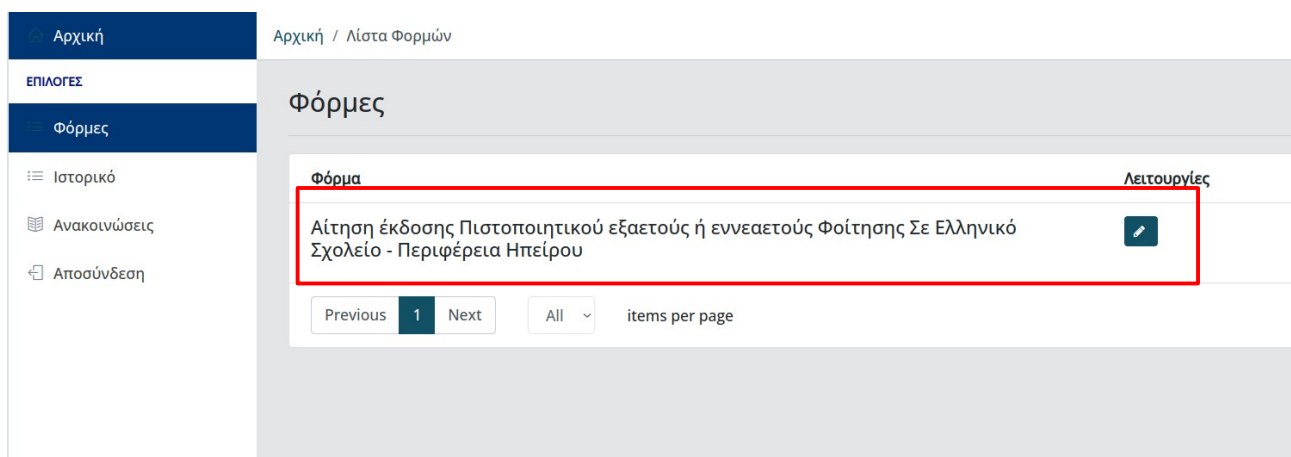 Αρχική
Αρχική / Λίστα Φορμών
ΕΠΙΛΟΓΕΣ
Φόρμες
Ιστορικό
Ανακοινώσεις
Αποσύνδεση
Φόρμες
Φόρμα Λειτουργίες
Αίτηση έκδοσης Πιστοποιητικού εξαετούς ή εννεαετούς Φοίτησης Σε Ελληνικό
Σχολείο - Περιφέρεια Ηπείρου
Previous 1 Next All items per page